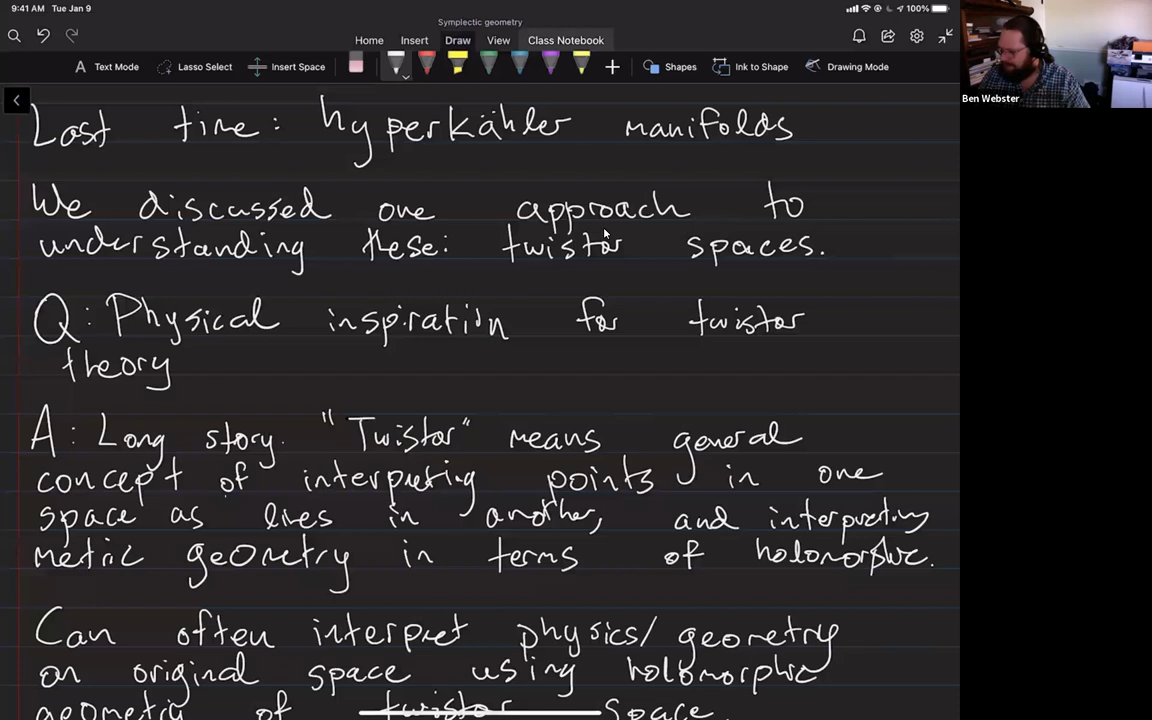 9:41 AM Tue Jan 9
100%
Symplectic geometry
Home Insert Draw View Class Notebook
Text Mode Lasso Select Insert Space Shapes Ink to Shape Drawing Mode
Ben Webster
Last time: hyperkähler manifolds
We discussed one approach to
understanding these: twistor spaces.
Q: Physical inspiration for twistor
theory
A: Long story. "Twistor" means general
concept of interpreting points in one
space as lines in another, and interpreting
metric geometry in terms of holomorphic.
Can often interpret physics/geometry
on original space using holomorphic
geometry of twistor space.